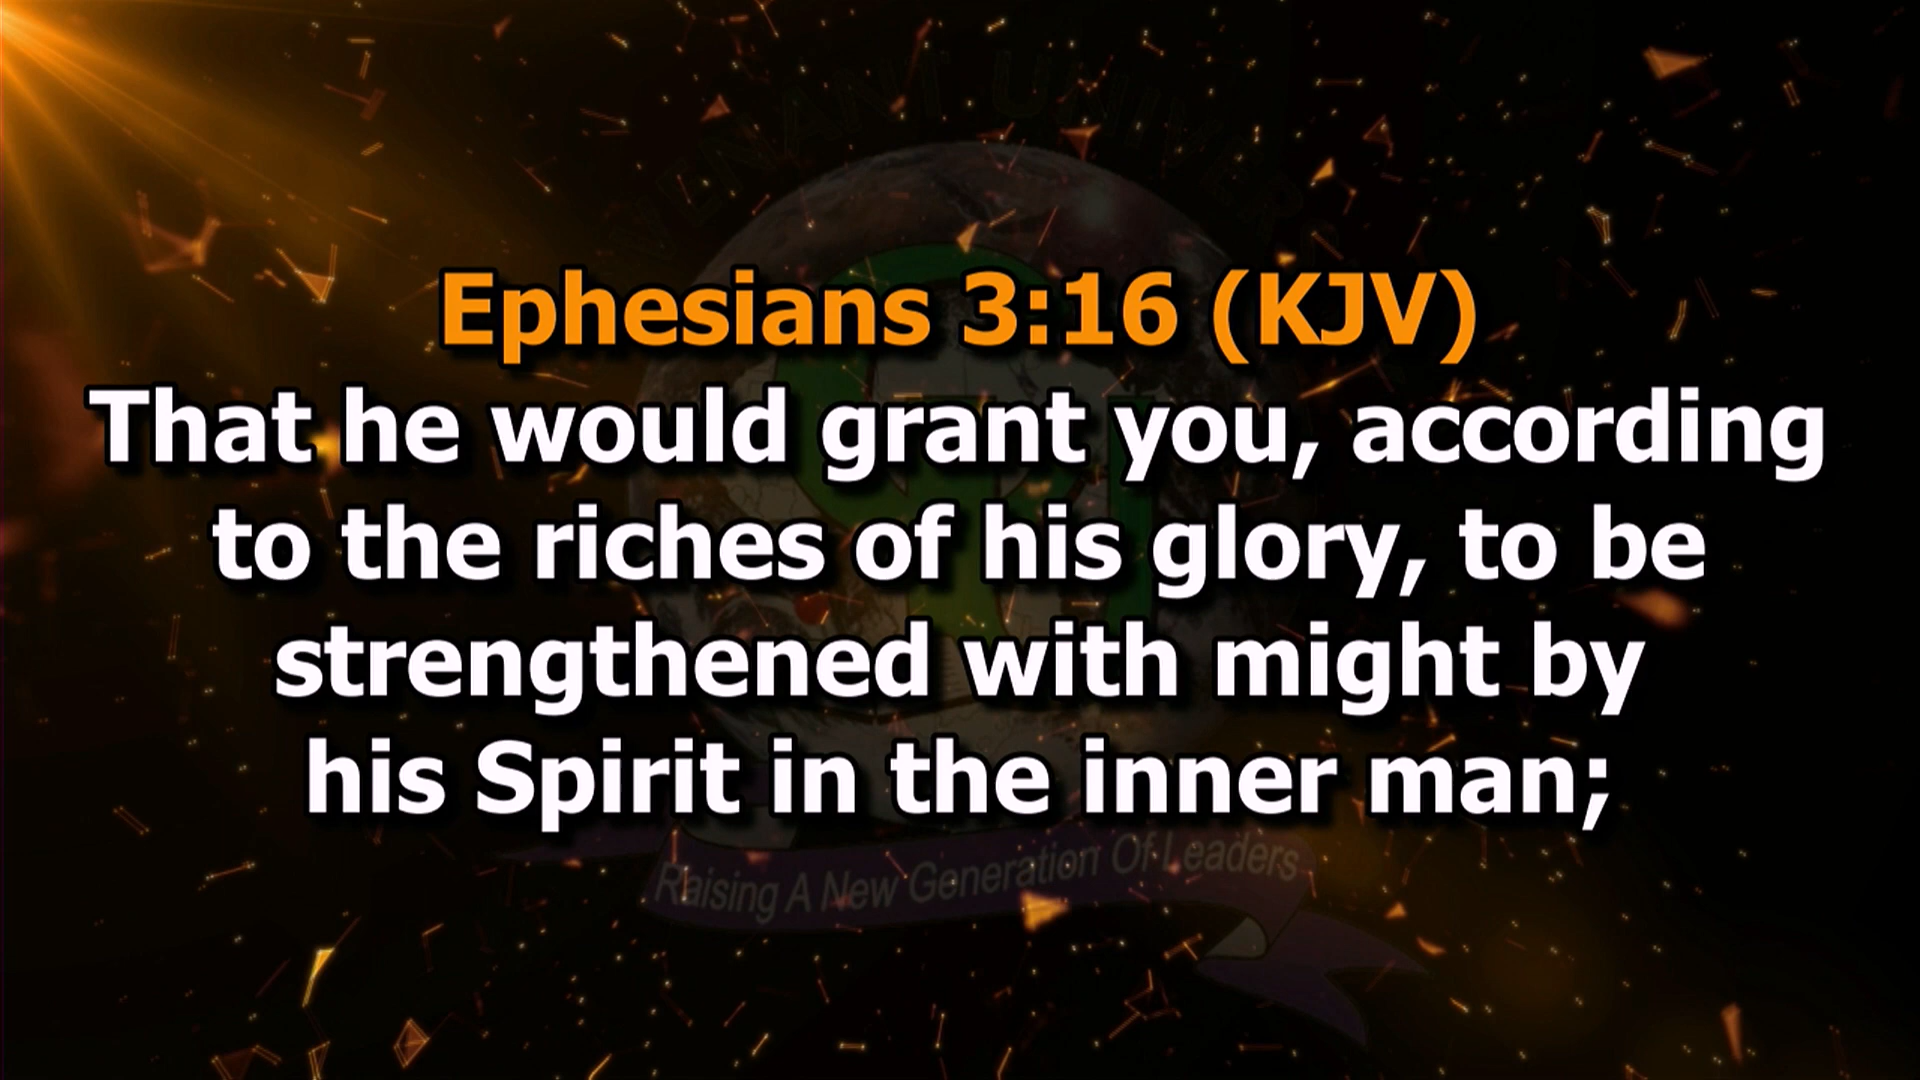 Ephesians 3:16 (KJV)
That he would grant you, according
to the riches of his glory, to be
strengthened with might by
his Spirit in the inner man;
Raising A New Generation Of Leaders